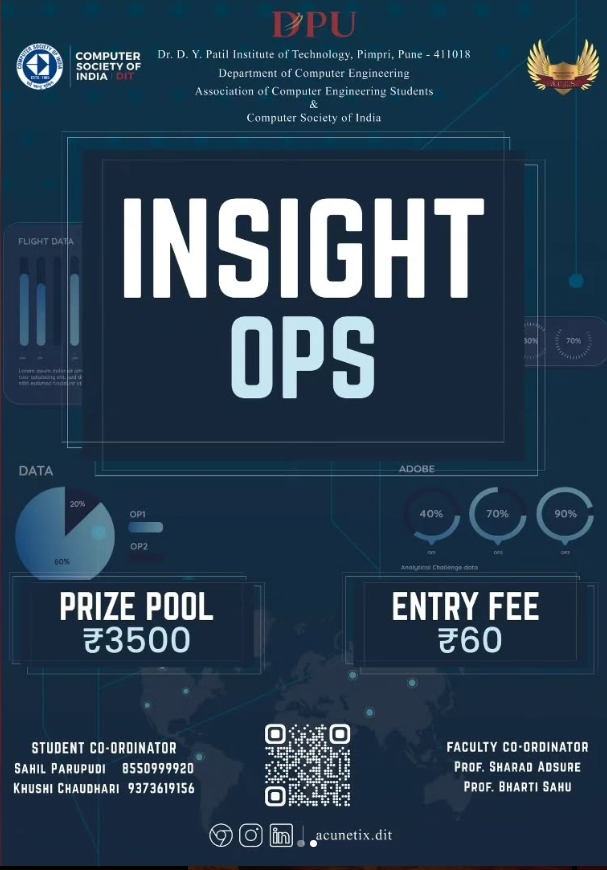 DPU
COMPUTER
SOCIETY OF
INDIA DIT
Dr. D. Y. Patil Institute of Technology, Pimpri, Pune - 411018
Department of Computer Engineering
Association of Computer Engineering Students
&
Computer Society of India
A.C.E.S
INSIGHT
OPS
FLIGHT DATA
30%
70%
DATA
20%
60%
OP1
OP2
ADOBE
40%
70%
90%
OP1
OP2
Analytical Challenge data
PRIZE POOL
₹3500
ENTRY FEE
₹60
STUDENT CO-ORDINATOR
SAHIL PARUPUDI 8550999920
KHUSHI CHAUDHARI 9373619156
FACULTY CO-ORDINATOR
PROF. SHARAD ADSURE
PROF. BHARTI SAHU
acunetix.dit